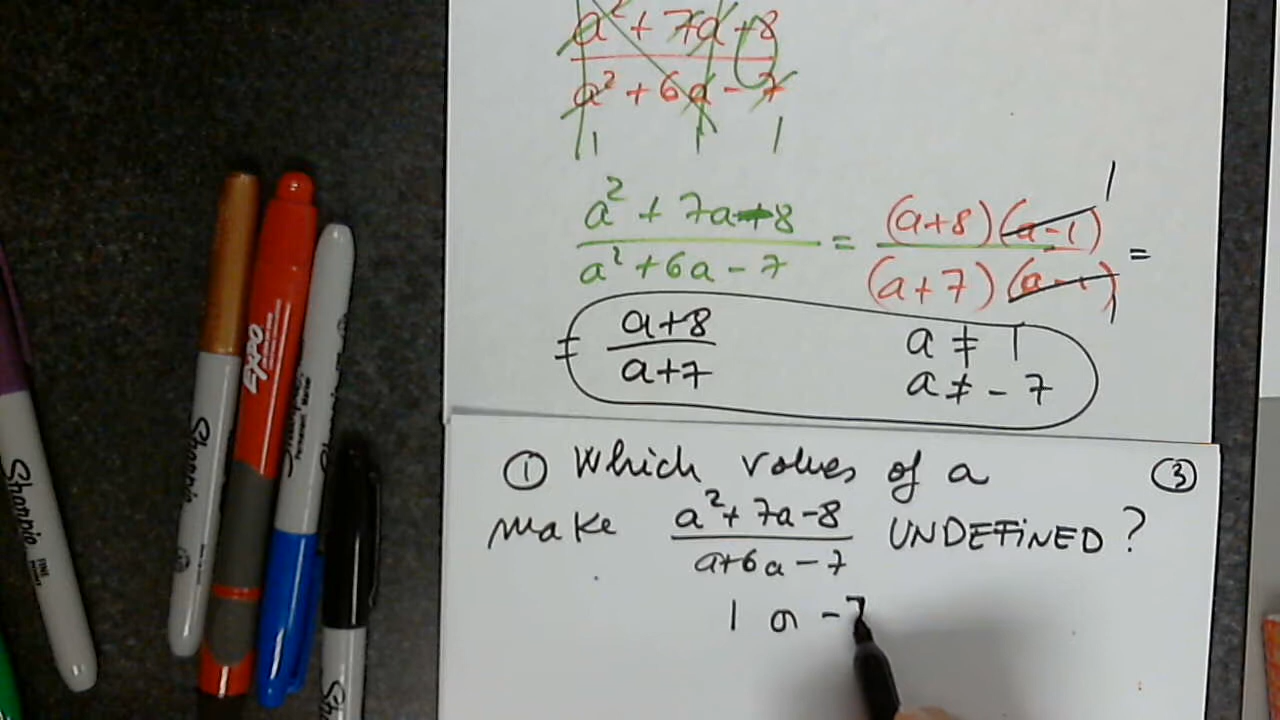 a² + 7a + 8
a² + 6a - 7
1 1 1
a² + 7a - 8 = (a+8)(a-1) 1 =
a² + 6a - 7 (a+7)(a-1) 1
= a+8 a ≠ 1
a+7 a ≠ - 7
① Which values of a ③
make a² + 7a - 8 UNDEFINED?
a+6a - 7
1 or -7
EXPO
Sharpie
Sharpie
FINE